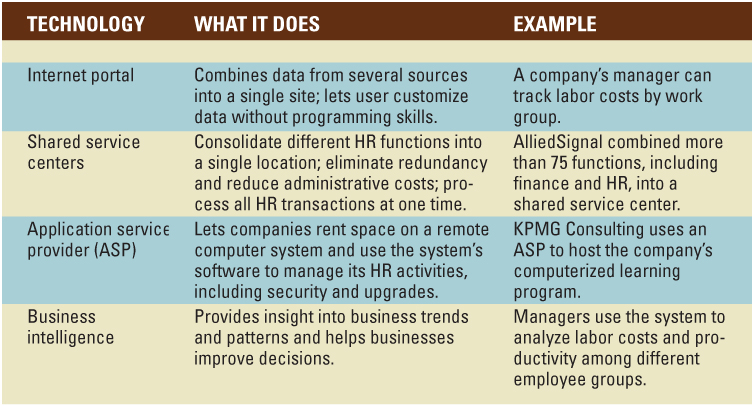 TECHNOLOGY WHAT IT DOES EXAMPLE
Internet portal
Combines data from several sources
into a single site; lets user customize
data without programming skills.
A company’s manager can
track labor costs by work
group.
Shared service
centers
Consolidate different HR functions into
a single location; eliminate redundancy
and reduce administrative costs; pro-
cess all HR transactions at one time.
AlliedSignal combined more
than 75 functions, including
finance and HR, into a
shared service center.
Application service
provider (ASP)
Lets companies rent space on a remote
computer system and use the system’s
software to manage its HR activities,
including security and upgrades.
KPMG Consulting uses an
ASP to host the company’s
computerized learning
program.
Business
intelligence
Provides insight into business trends
and patterns and helps businesses
improve decisions.
Managers use the system to
analyze labor costs and pro-
ductivity among different
employee groups.